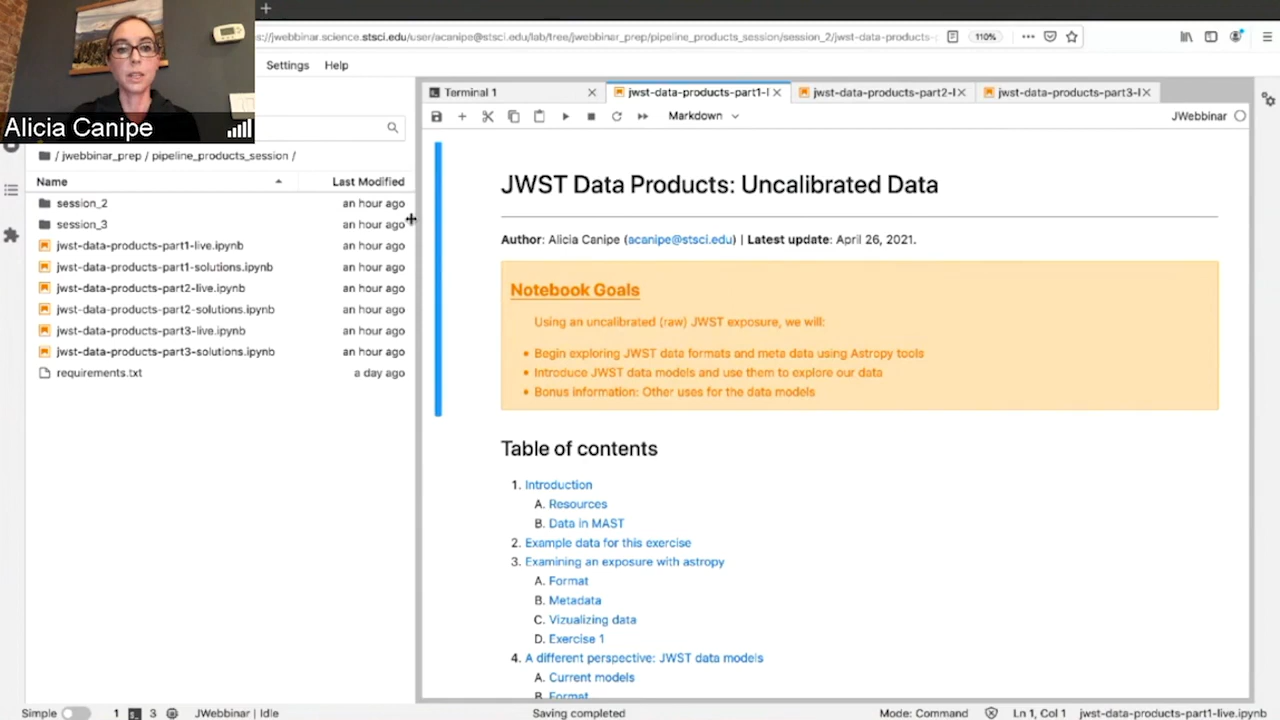 Alicia Canipe
s://jwebbinar.science.stsci.edu/user/acanipe@stsci.edu/lab/tree/jwebbinar_prep/pipeline_products_session/session_2/jwst-data-products-
110%
Settings Help
Terminal 1
jwst-data-products-part1-l
jwst-data-products-part2-l
jwst-data-products-part3-l
Markdown
JWebbinar
/ jwebbinar_prep / pipeline_products_session /
Name Last Modified
session_2 an hour ago
session_3 an hour ago
jwst-data-products-part1-live.ipynb an hour ago
jwst-data-products-part1-solutions.ipynb an hour ago
jwst-data-products-part2-live.ipynb an hour ago
jwst-data-products-part2-solutions.ipynb an hour ago
jwst-data-products-part3-live.ipynb an hour ago
jwst-data-products-part3-solutions.ipynb an hour ago
requirements.txt a day ago
JWST Data Products: Uncalibrated Data
Author: Alicia Canipe (acanipe@stsci.edu) | Latest update: April 26, 2021.
Notebook Goals
Using an uncalibrated (raw) JWST exposure, we will:
• Begin exploring JWST data formats and meta data using Astropy tools
• Introduce JWST data models and use them to explore our data
• Bonus information: Other uses for the data models
Table of contents
1. Introduction
A. Resources
B. Data in MAST
2. Example data for this exercise
3. Examining an exposure with astropy
A. Format
B. Metadata
C. Vizualizing data
D. Exercise 1
4. A different perspective: JWST data models
A. Current models
B. Format
Simple 1 3 JWebbinar | Idle Saving completed Mode: Command Ln 1, Col 1 jwst-data-products-part1-live.ipynb